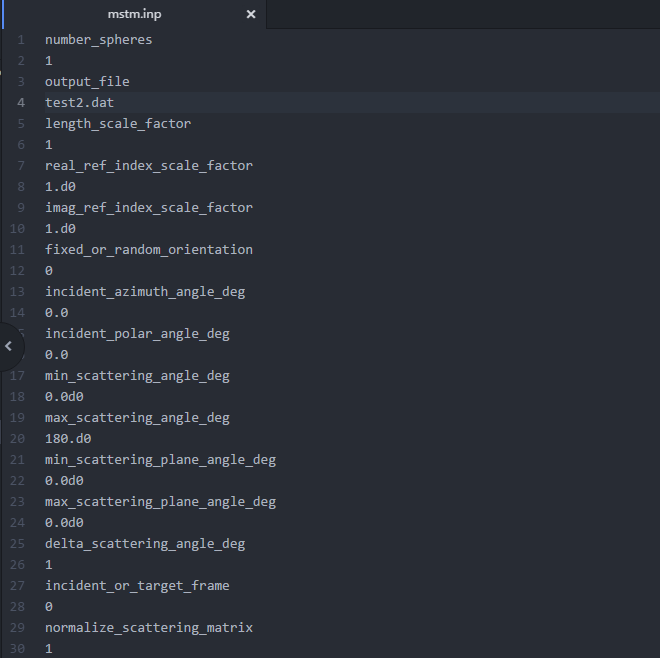 mstm.inp
1 number_spheres
2 1
3 output_file
4 test2.dat
5 length_scale_factor
6 1
7 real_ref_index_scale_factor
8 1.d0
9 imag_ref_index_scale_factor
10 1.d0
11 fixed_or_random_orientation
12 0
13 incident_azimuth_angle_deg
14 0.0
5 incident_polar_angle_deg
0.0
17 min_scattering_angle_deg
18 0.0d0
19 max_scattering_angle_deg
20 180.d0
21 min_scattering_plane_angle_deg
22 0.0d0
23 max_scattering_plane_angle_deg
24 0.0d0
25 delta_scattering_angle_deg
26 1
27 incident_or_target_frame
28 0
29 normalize_scattering_matrix
30 1